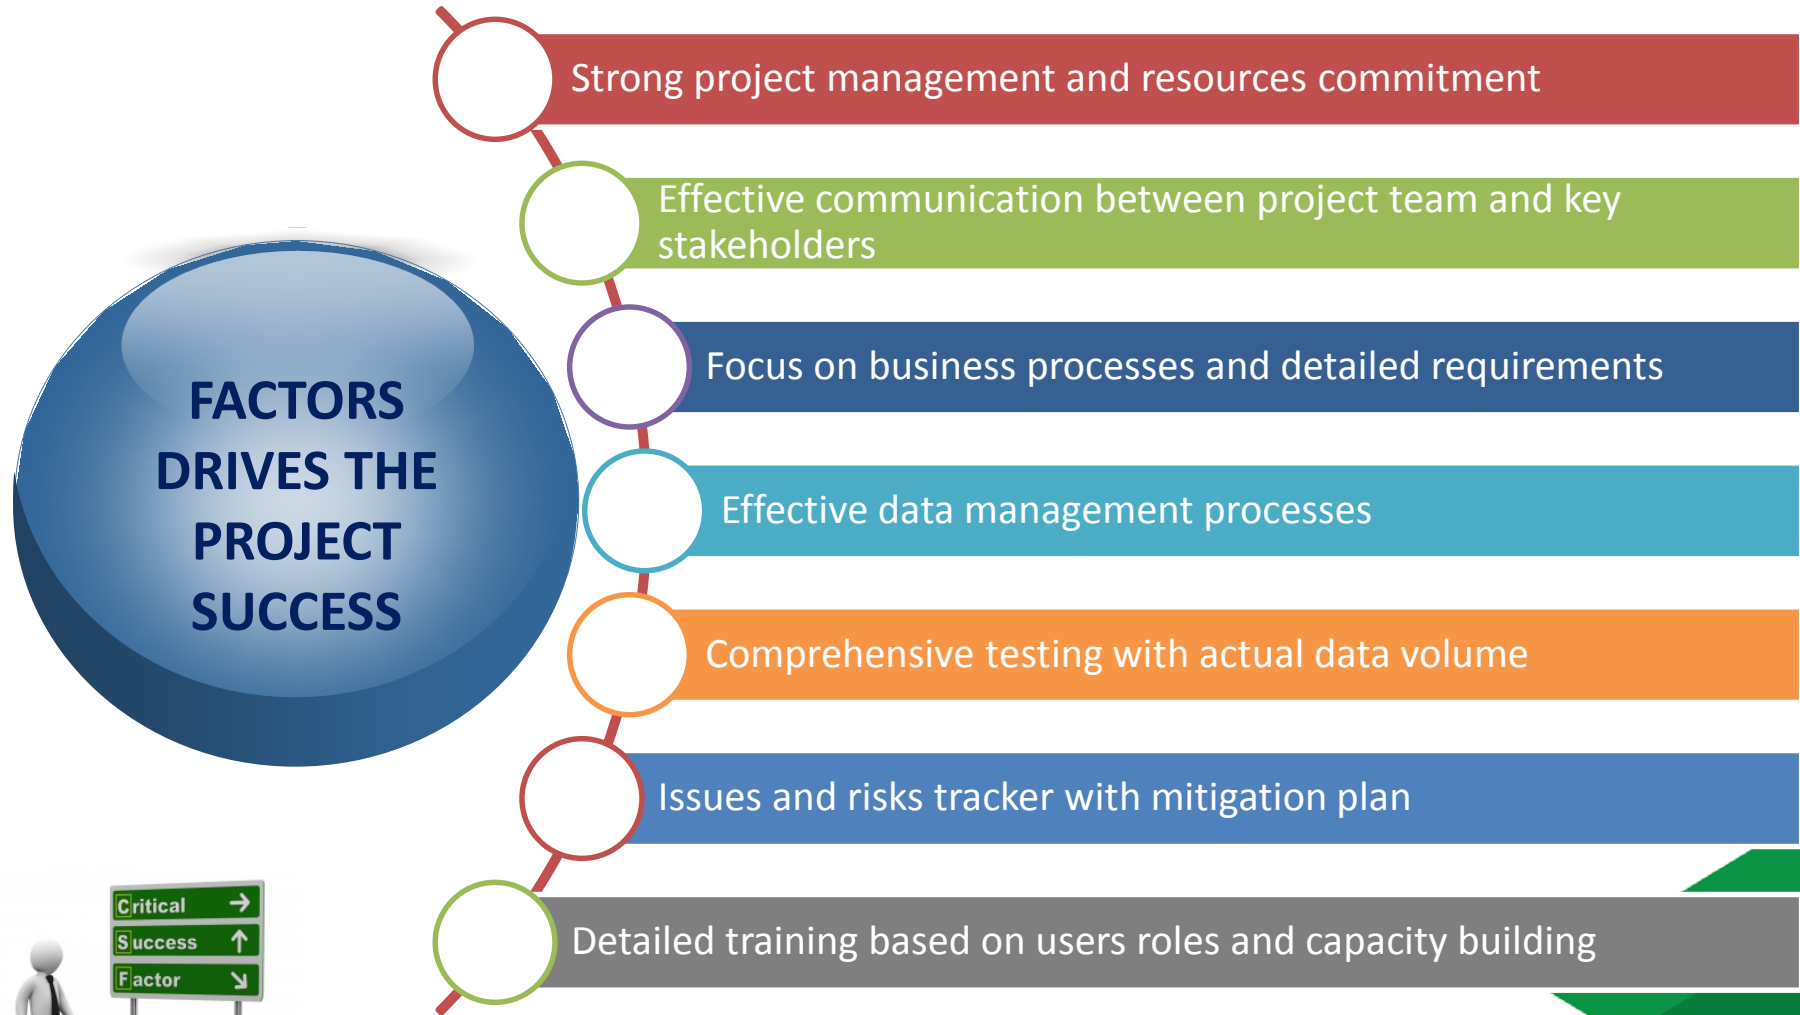 FACTORS
DRIVES THE
PROJECT
SUCCESS
Strong project management and resources commitment
Effective communication between project team and key
stakeholders
Focus on business processes and detailed requirements
Effective data management processes
Comprehensive testing with actual data volume
Issues and risks tracker with mitigation plan
Detailed training based on users roles and capacity building
Critical
Success
Factor